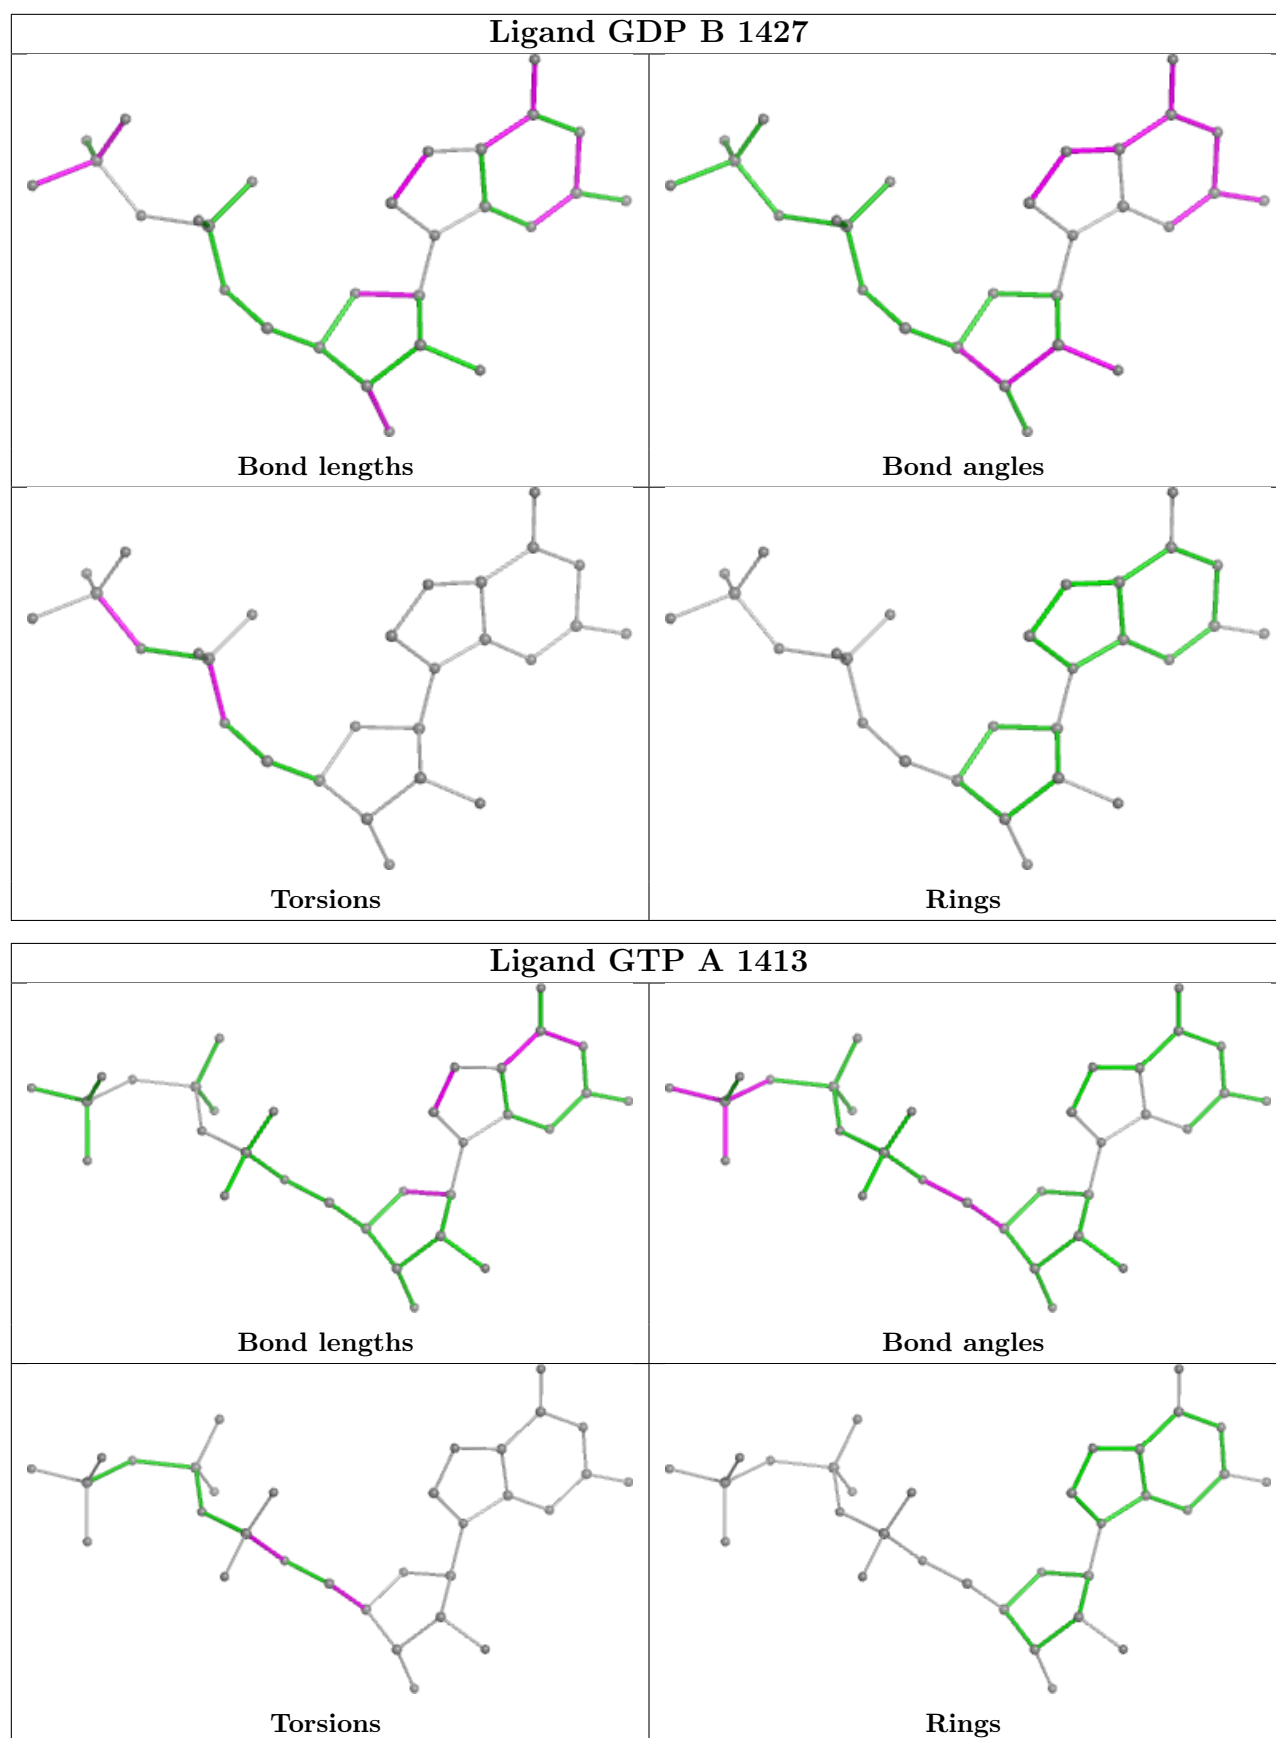 Ligand GDP B 1427
Bond lengths
Bond angles
Torsions
Rings
Ligand GTP A 1413
Bond lengths
Bond angles
Torsions
Rings